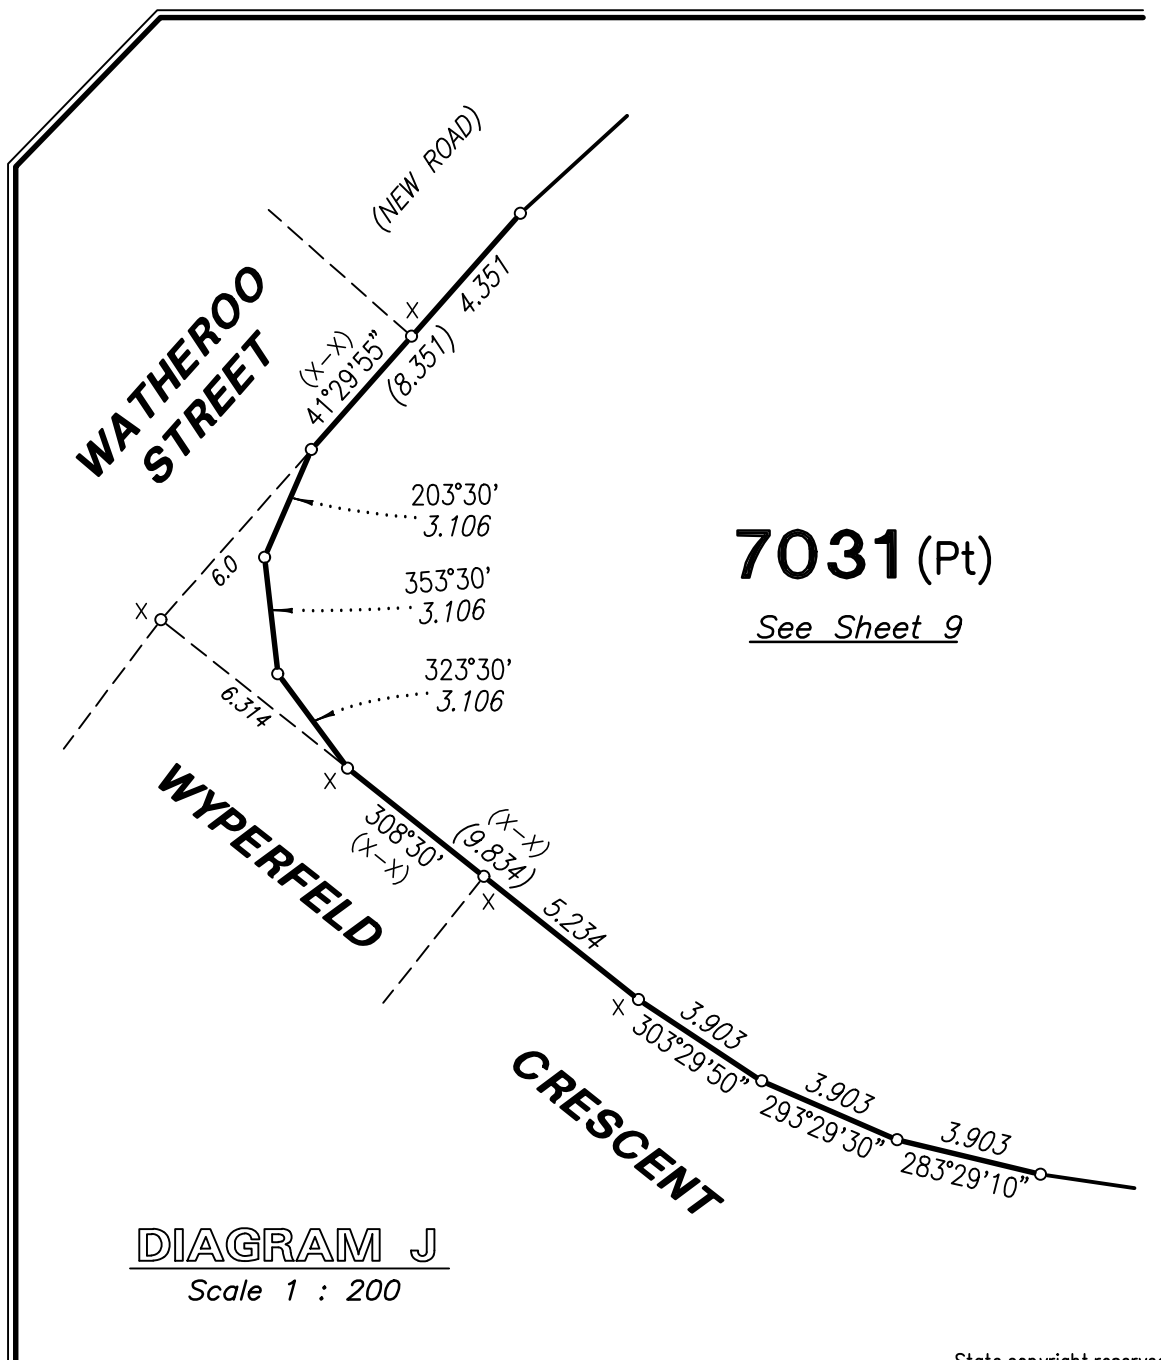 (NEW ROAD)
WATHEROO
STREET
X
4.351
(X-X)
41°29'55"
(8.351)
203°30'
3.106
7031 (Pt)
See Sheet 9
6.0
353°30'
3.106
X
323°30'
3.106
6.314
X
WYPERFELD
308°30'
(X-X)
(X-X)
(9.834)
X
5.234
X
3.903
303°29'50"
CRESCENT
3.903
293°29'30"
3.903
283°29'10"
DIAGRAM J
Scale 1 : 200
State copyright reserved